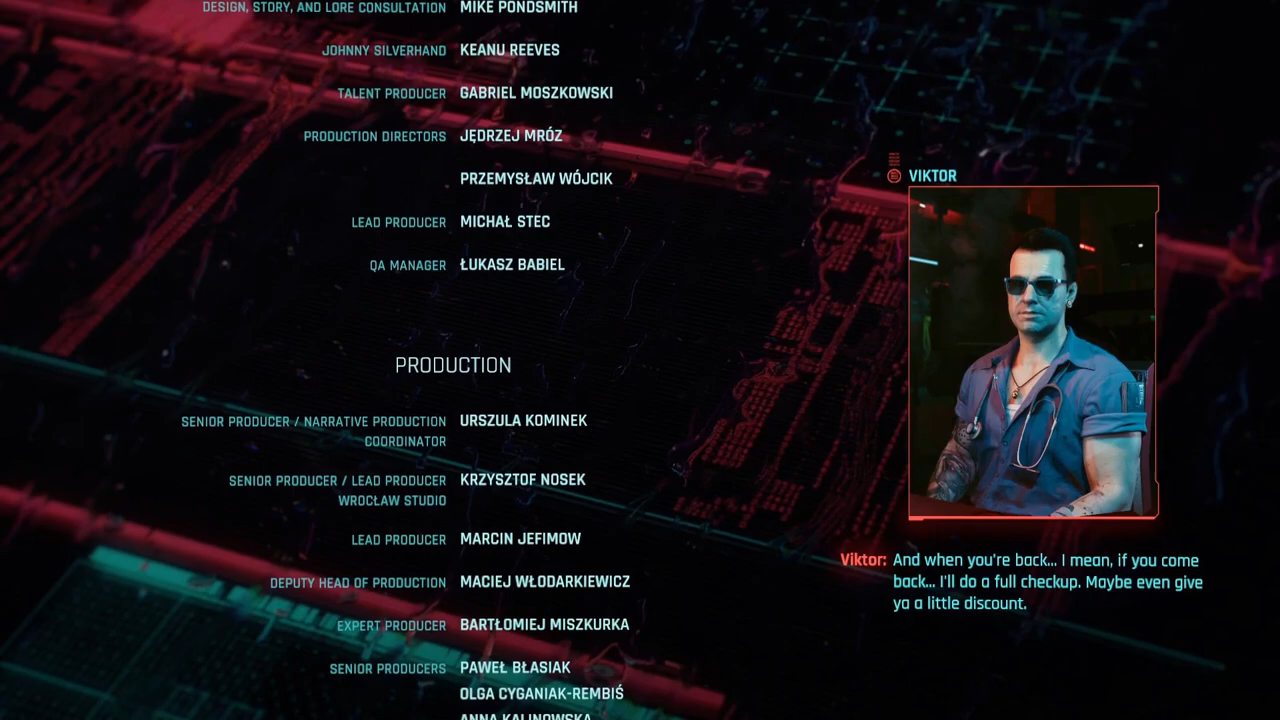 DESIGN, STORY, AND LORE CONSULTATION MIKE PONDSMITH
JOHNNY SILVERHAND KEANU REEVES
TALENT PRODUCER GABRIEL MOSZKOWSKI
PRODUCTION DIRECTORS JĘDRZEJ MRÓZ
PRZEMYSŁAW WÓJCIK
LEAD PRODUCER MICHAŁ STEC
QA MANAGER ŁUKASZ BABIEL
PRODUCTION
SENIOR PRODUCER / NARRATIVE PRODUCTION URSZULA KOMINEK
COORDINATOR
SENIOR PRODUCER / LEAD PRODUCER KRZYSZTOF NOSEK
WROCŁAW STUDIO
LEAD PRODUCER MARCIN JEFIMOW
DEPUTY HEAD OF PRODUCTION MACIEJ WŁODARKIEWICZ
EXPERT PRODUCER BARTŁOMIEJ MISZKURKA
SENIOR PRODUCERS PAWEŁ BŁASIAK
OLGA CYGANIAK-REMBIŚ
ANNA KALINOWSKA
VIKTOR
Viktor: And when you're back... I mean, if you come
back... I'll do a full checkup. Maybe even give
ya a little discount.